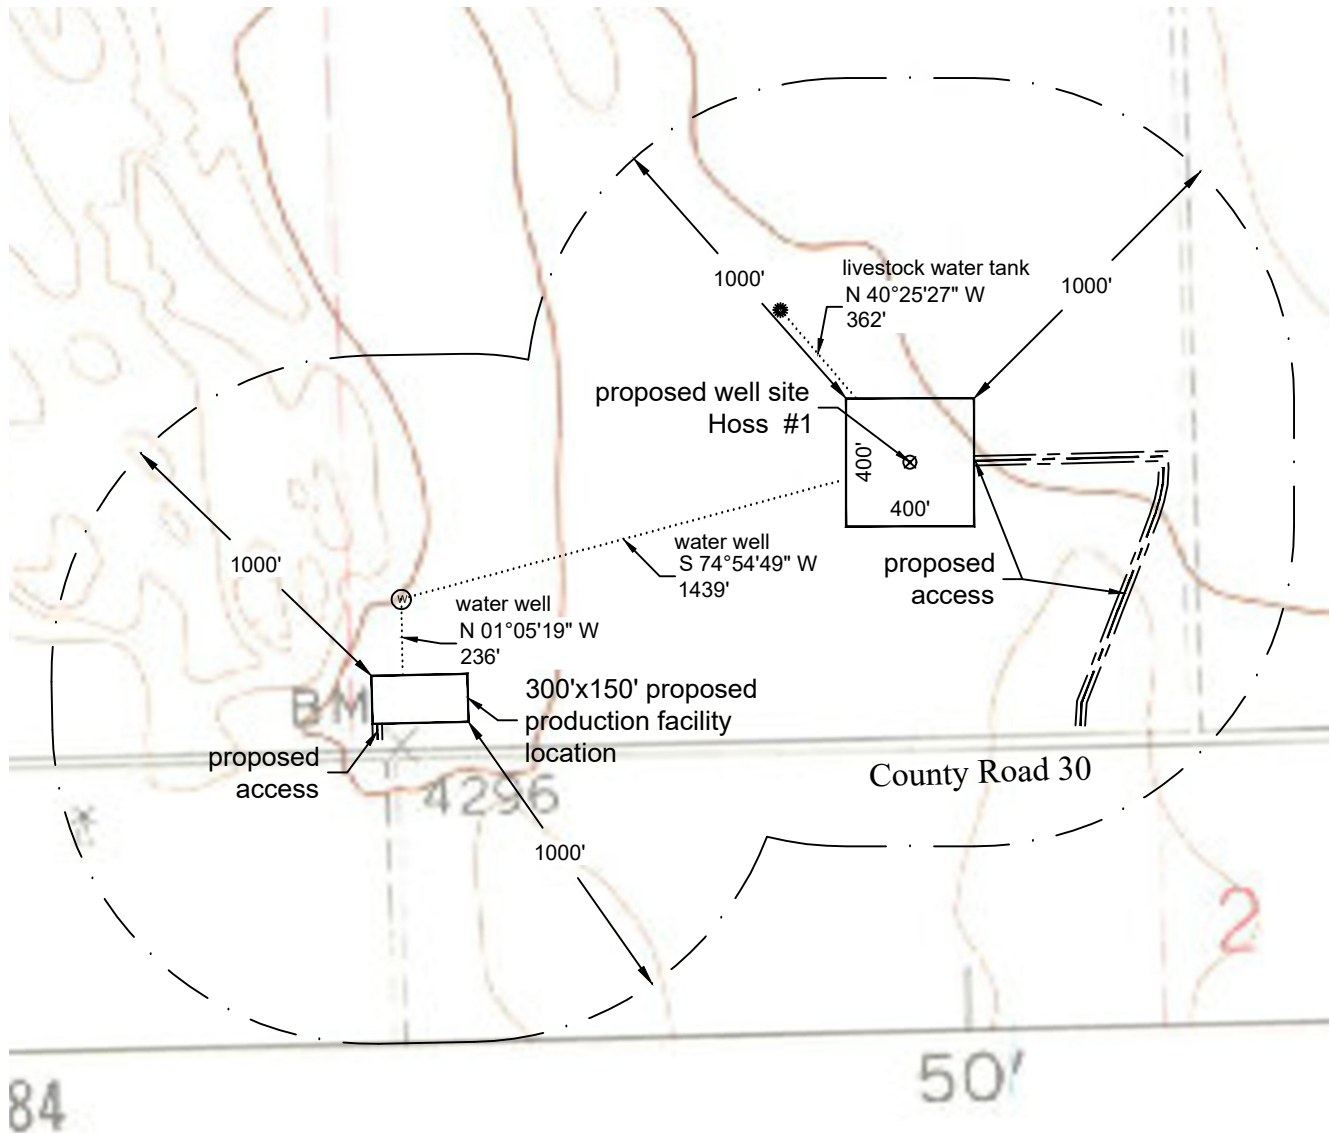 livestock water tank
N 40°25'27" W
362'
1000'
1000'
proposed well site
Hoss #1
400'
400'
water well
S 74°54'49" W
1439'
proposed
access
1000'
W
water well
N 01°05'19" W
236'
300'x150' proposed
production facility
location
BM
proposed
access
4296
County Road 30
1000'
2
50'
84